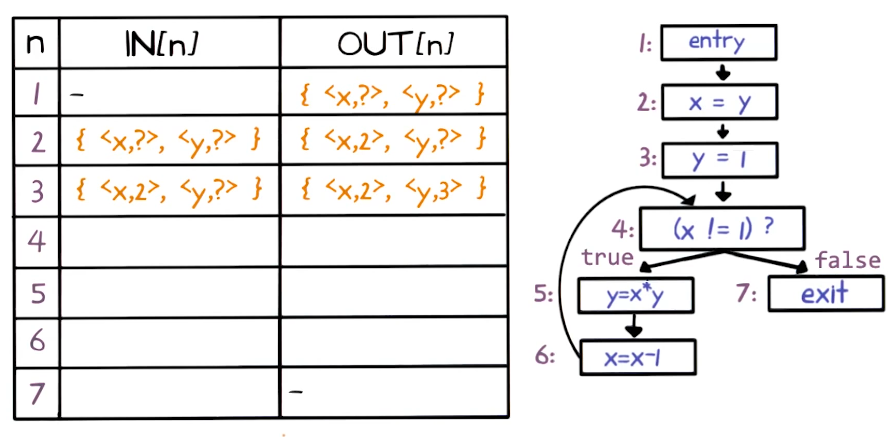 n IN[n] OUT[n]
1 - { <x,?>, <y,?> }
2 { <x,?>, <y,?> } { <x,2>, <y,?> }
3 { <x,2>, <y,?> } { <x,2>, <y,3> }
4
5
6
7 -
1: entry
2: x = y
3: y = 1
4: (x != 1) ?
true false
5: y=x*y 7: exit
6: x=x-1